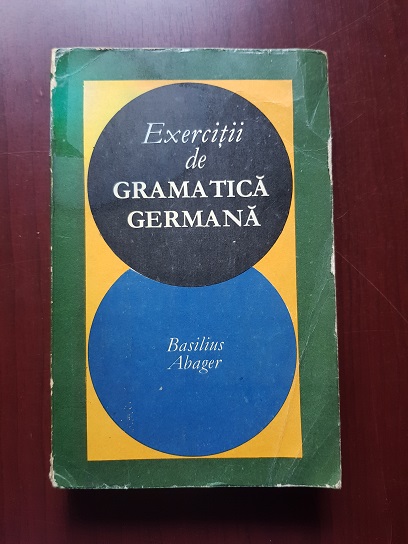 Exerciții
de
GRAMATICĂ
GERMANĂ
Basilius
Abager